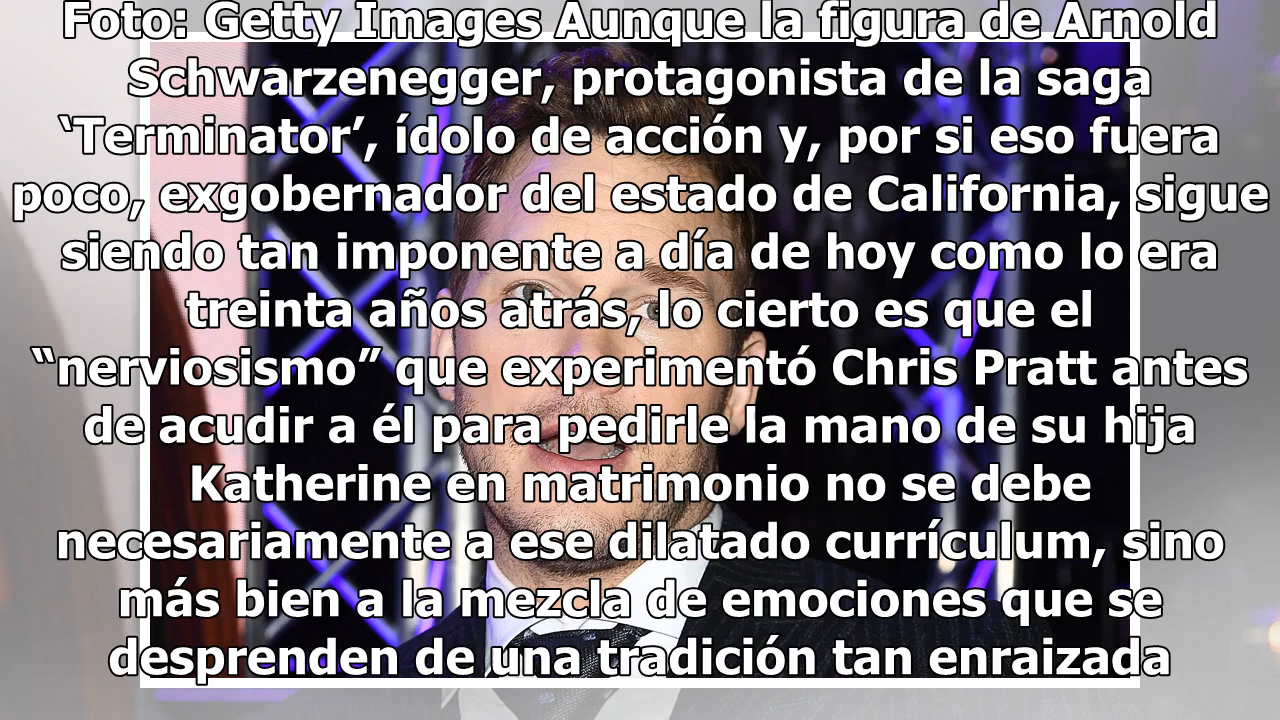 Foto: Getty Images Aunque la figura de Arnold
Schwarzenegger, protagonista de la saga
‘Terminator’, ídolo de acción y, por si eso fuera
poco, exgobernador del estado de California, sigue
siendo tan imponente a día de hoy como lo era
treinta años atrás, lo cierto es que el
“nerviosismo” que experimentó Chris Pratt antes
de acudir a él para pedirle la mano de su hija
Katherine en matrimonio no se debe
necesariamente a ese dilatado currículum, sino
más bien a la mezcla de emociones que se
desprenden de una tradición tan enraizada